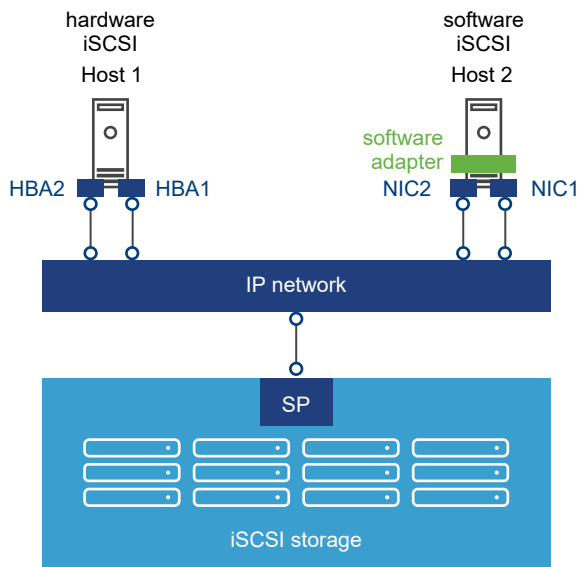 hardware
iSCSI
Host 1
software
iSCSI
Host 2
software
adapter
HBA2
HBA1
NIC2
NIC1
IP network
SP
iSCSI storage